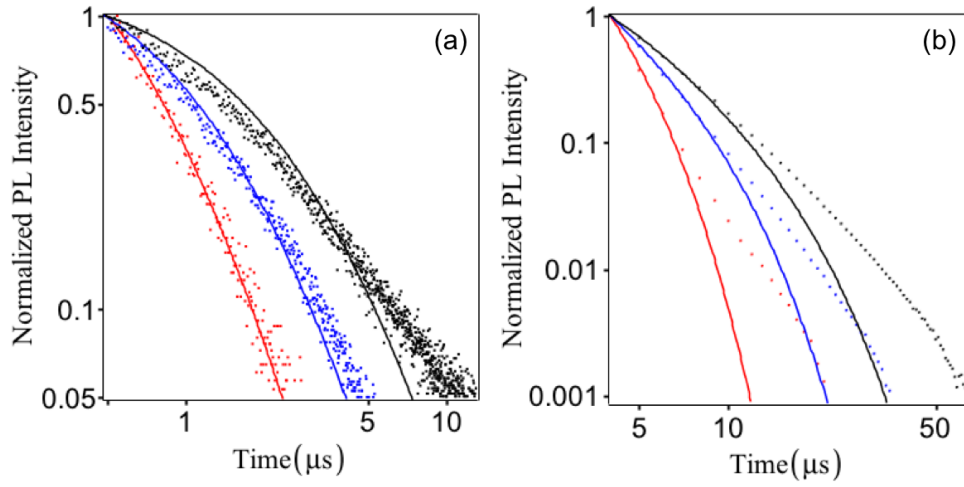 (a)
Normalized PL Intensity
1
0.5
0.1
0.05
1
5
10
Time(μs)
(b)
Normalized PL Intensity
1
0.1
0.01
0.001
5
10
50
Time(μs)